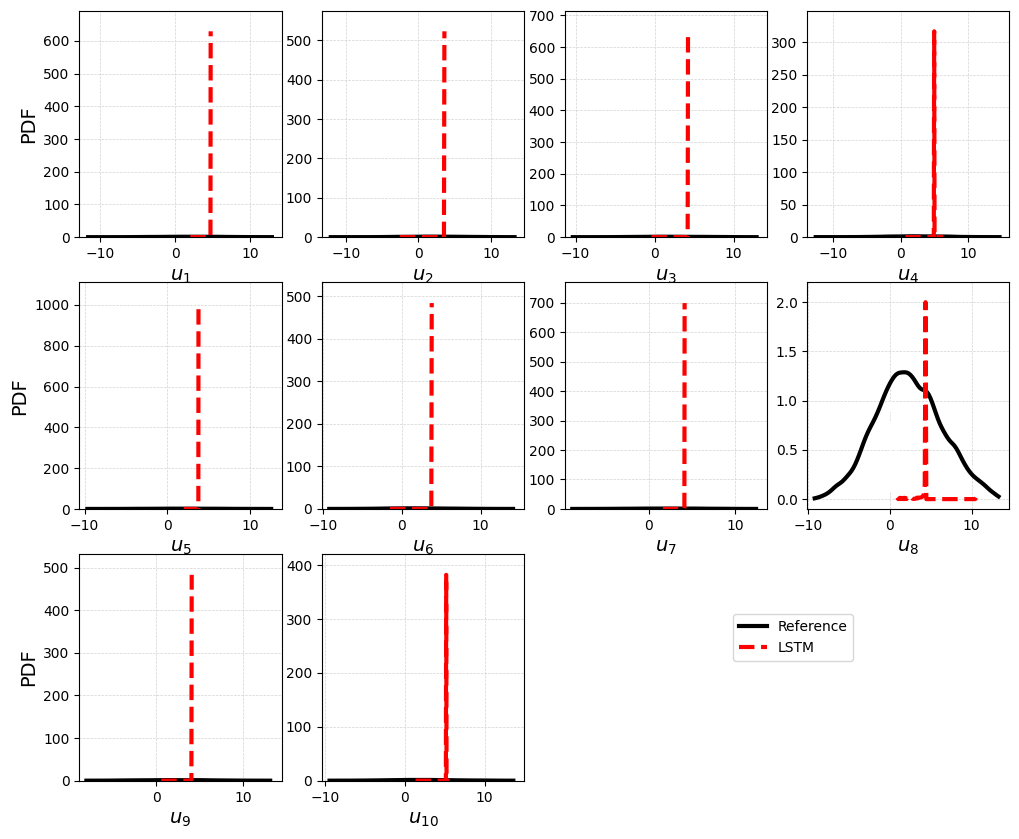 PDF
0 100 200 300 400 500 600
−10 0 10
u1
0 100 200 300 400 500
−10 0 10
u2
0 100 200 300 400 500 600 700
−10 0 10
u3
0 50 100 150 200 250 300
−10 0 10
u4
PDF
0 200 400 600 800 1000
−10 0 10
u5
0 100 200 300 400 500
−10 0 10
u6
0 100 200 300 400 500 600 700
0 10
u7
0.0 0.5 1.0 1.5 2.0
−10 0 10
u8
PDF
0 100 200 300 400 500
0 10
u9
0 100 200 300 400
−10 0 10
u10
Reference
LSTM